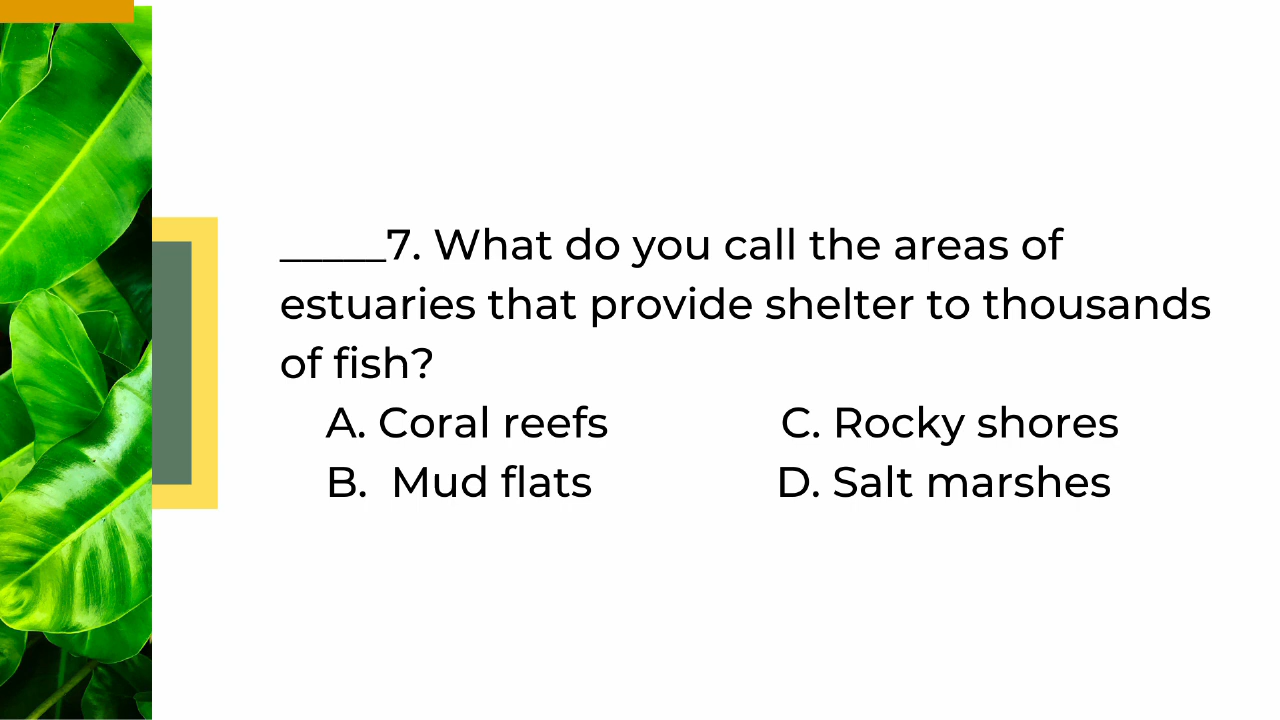 _____7. What do you call the areas of
estuaries that provide shelter to thousands
of fish?
A. Coral reefs C. Rocky shores
B. Mud flats D. Salt marshes